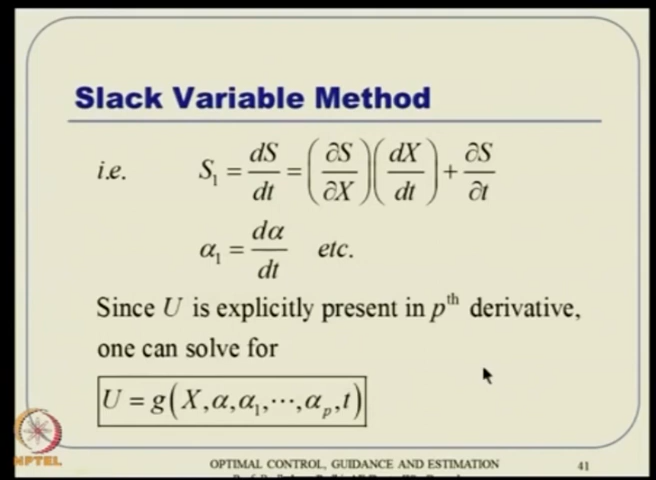 Slack Variable Method
i.e. S₁ = dS/dt = (∂S/∂X)(dX/dt) + ∂S/∂t
α₁ = dα/dt etc.
Since U is explicitly present in pᵗʰ derivative,
one can solve for
U = g(X, α, α₁, ⋯, αₚ, t)
NPTEL
OPTIMAL CONTROL, GUIDANCE AND ESTIMATION 41